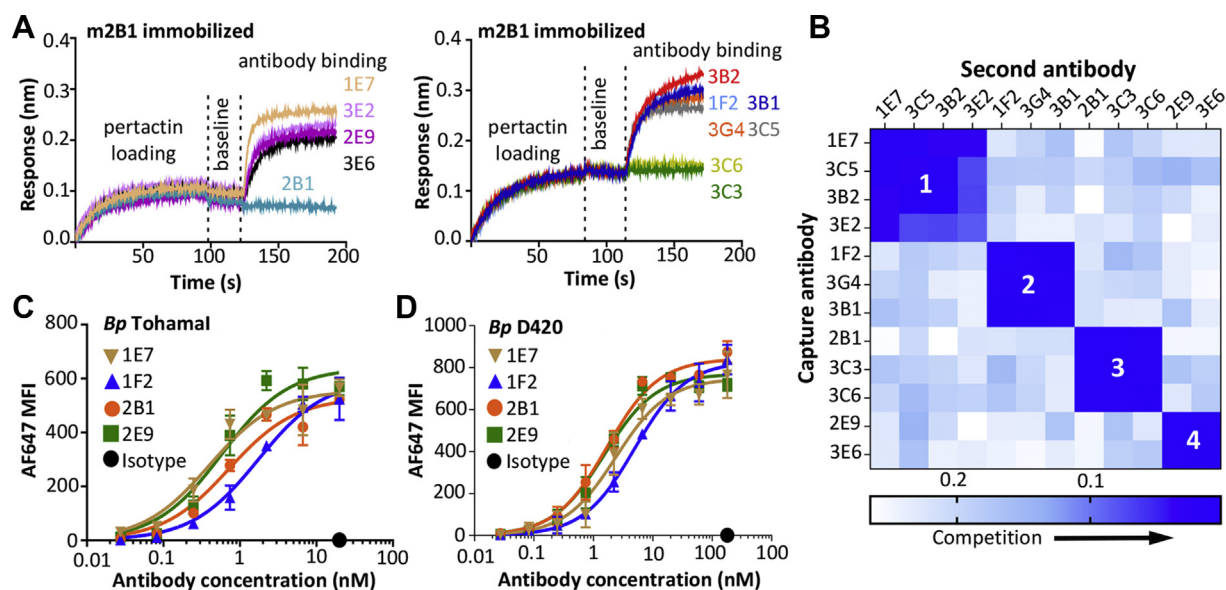 A
m2B1 immobilized
antibody binding
1E7
3E2
2E9
3E6
2B1
pertactin
loading
baseline
Response (nm)
0.4
0.3
0.2
0.1
0.0
50
100
150
200
Time (s)
m2B1 immobilized
antibody binding
3B2
1F2 3B1
3G4 3C5
3C6
3C3
pertactin
loading
baseline
Response (nm)
0.4
0.3
0.2
0.1
0.0
50
100
150
200
Time (s)
B
Second antibody
1E7 3C5 3B2 3E2 1F2 3G4 3B1 2B1 3C3 3C6 2E9 3E6
Capture antibody
1E7
3C5
3B2
3E2
1F2
3G4
3B1
2B1
3C3
3C6
2E9
3E6
1
2
3
4
0.2 0.1
Competition
C
Bp TohamaI
1E7
1F2
2B1
2E9
Isotype
AF647 MFI
800
600
400
200
0
0.01 0.1 1 10 100
Antibody concentration (nM)
D
Bp D420
1E7
1F2
2B1
2E9
Isotype
AF647 MFI
1000
800
600
400
200
0
0.01 0.1 1 10 100 1000
Antibody concentration (nM)